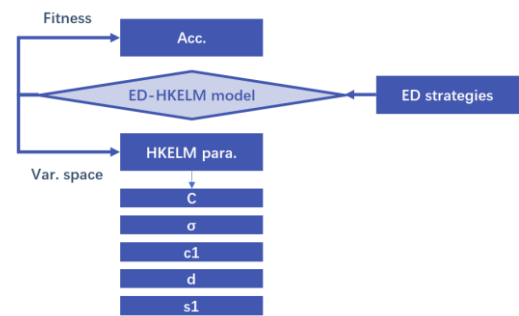 Fitness
Acc.
ED-HKELM model
ED strategies
HKELM para.
Var. space
C
σ
c1
d
s1